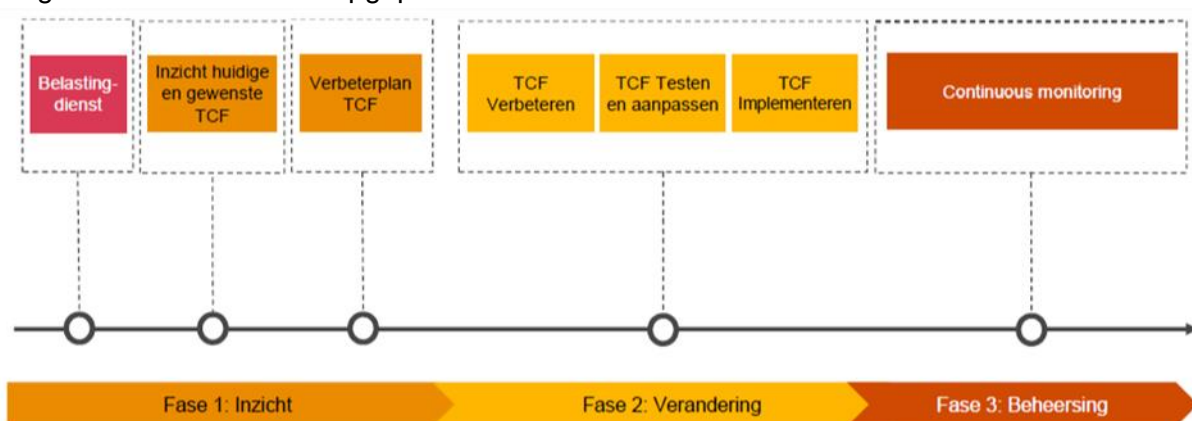 Belasting-
dienst
Inzicht huidige
en gewenste
TCF
Verbeterplan
TCF
TCF
Verbeteren
TCF Testen
en aanpassen
TCF
Implementeren
Continuous monitoring
Fase 1: Inzicht
Fase 2: Verandering
Fase 3: Beheersing